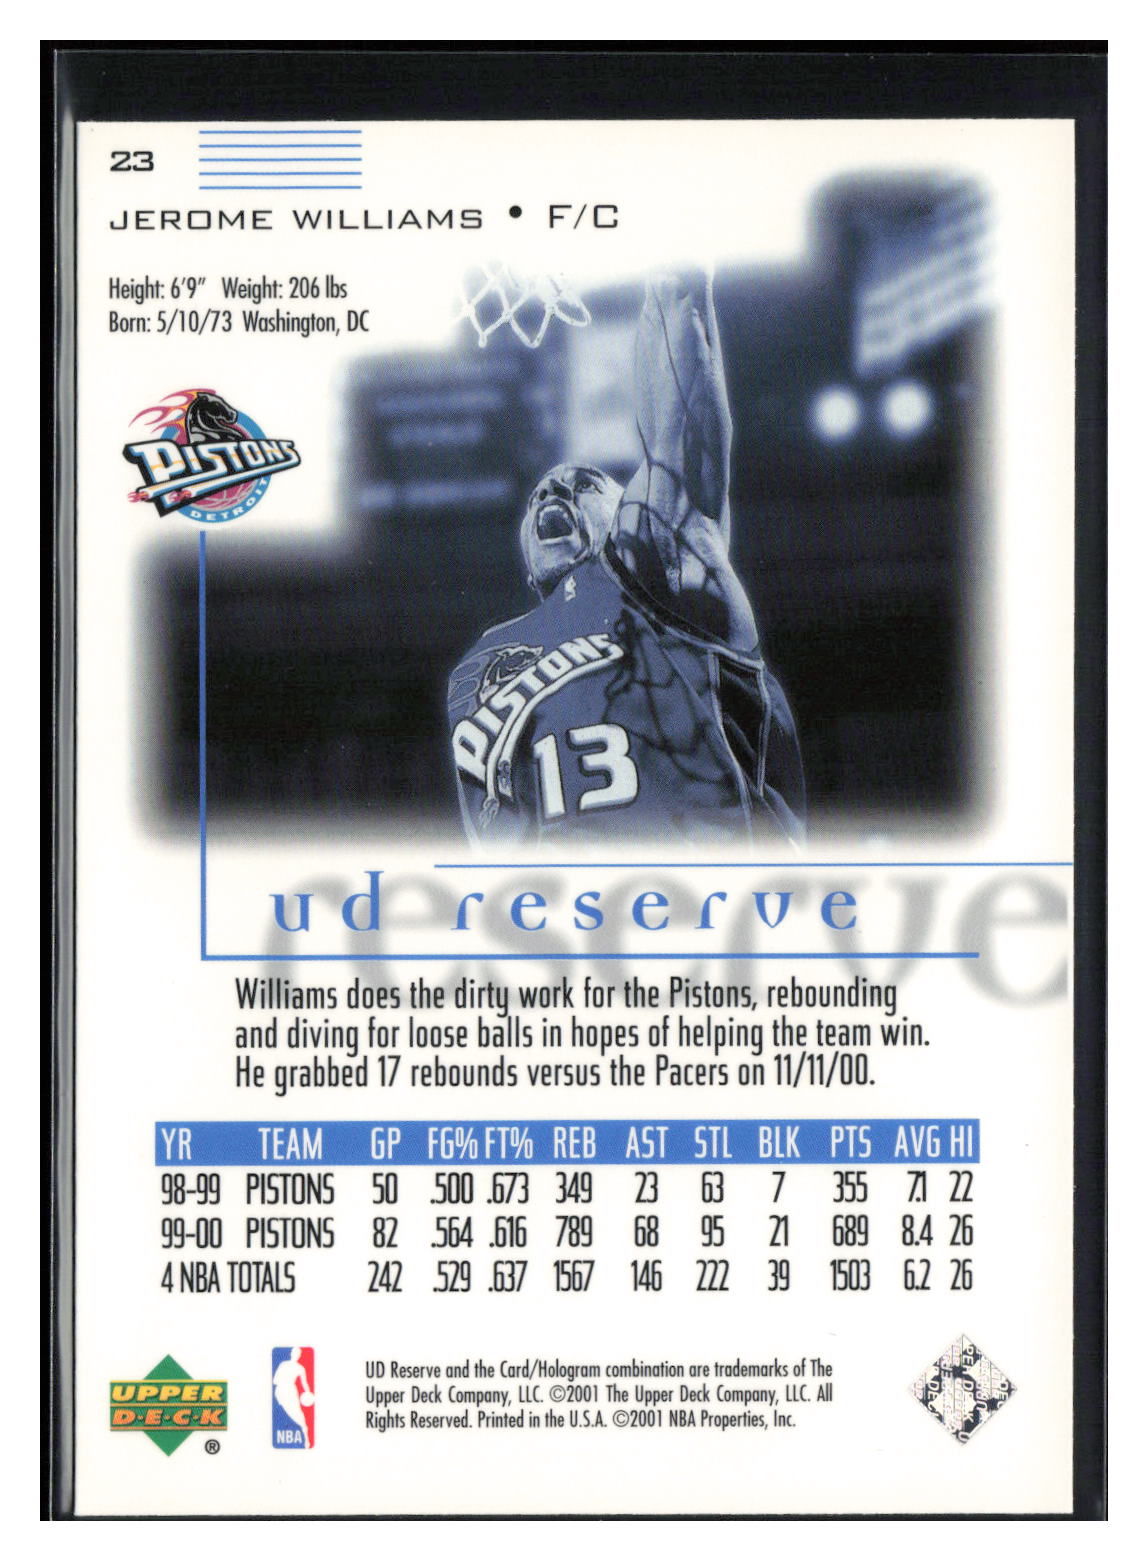 23
JEROME WILLIAMS • F/C
Height: 6'9" Weight: 206 lbs
Born: 5/10/73 Washington, DC
PISTONS
DETROIT
PISTONS
13
reserve
ud reserve
Williams does the dirty work for the Pistons, rebounding
and diving for loose balls in hopes of helping the team win.
He grabbed 17 rebounds versus the Pacers on 11/11/00.
YR TEAM GP FG% FT% REB AST STL BLK PTS AVG HI
98-99 PISTONS 50 .500 .673 349 23 63 7 355 7.1 22
99-00 PISTONS 82 .564 .616 789 68 95 21 689 8.4 26
4 NBA TOTALS 242 .529 .637 1567 146 222 39 1503 6.2 26
UPPER
D•E•C•K
®
NBA
UD Reserve and the Card/Hologram combination are trademarks of The
Upper Deck Company, LLC. ©2001 The Upper Deck Company, LLC. All
Rights Reserved. Printed in the U.S.A. ©2001 NBA Properties, Inc.